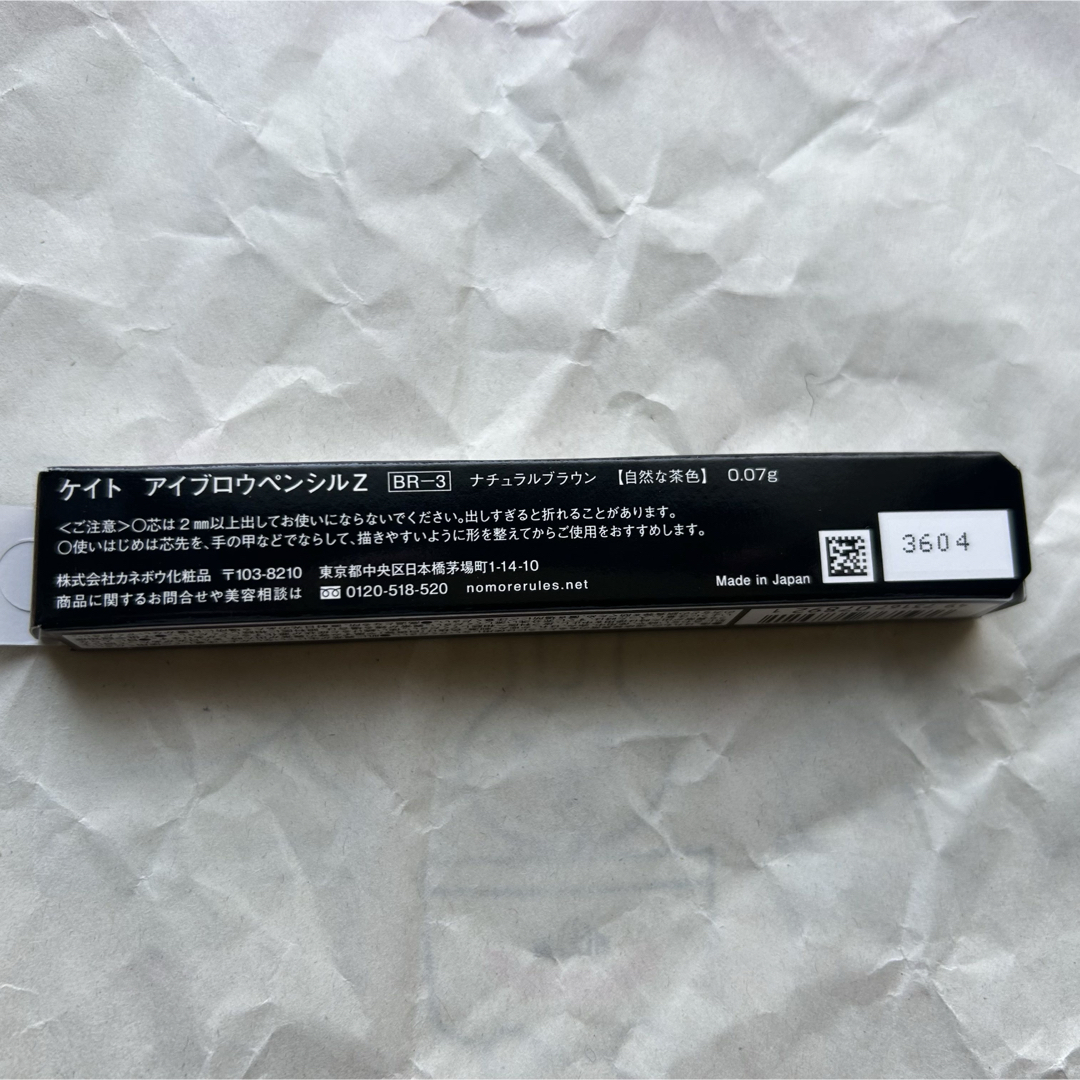 ケイト アイブロウペンシルZ BR-3 ナチュラルブラウン 【自然な茶色】 0.07g
<ご注意>○芯は2㎜以上出してお使いにならないでください。出しすぎると折れることがあります。
○使いはじめは芯先を、手の甲などでならして、描きやすいように形を整えてからご使用をおすすめします。
株式会社カネボウ化粧品 〒103-8210 東京都中央区日本橋茅場町1-14-10
商品に関するお問合せや美容相談は 0120-518-520 nomorerules.net
Made in Japan
3604